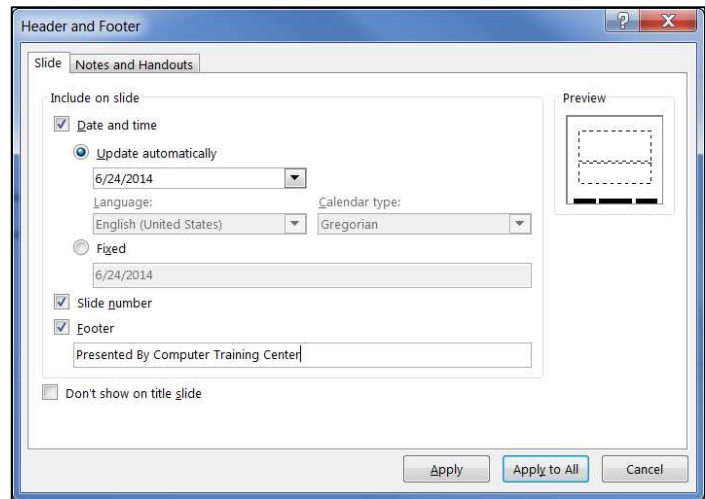 Header and Footer
Slide Notes and Handouts
Include on slide
Preview
Date and time
Update automatically
6/24/2014
Language: Calendar type:
English (United States) Gregorian
Fixed
6/24/2014
Slide number
Footer
Presented By Computer Training Center
Don't show on title slide
Apply Apply to All Cancel